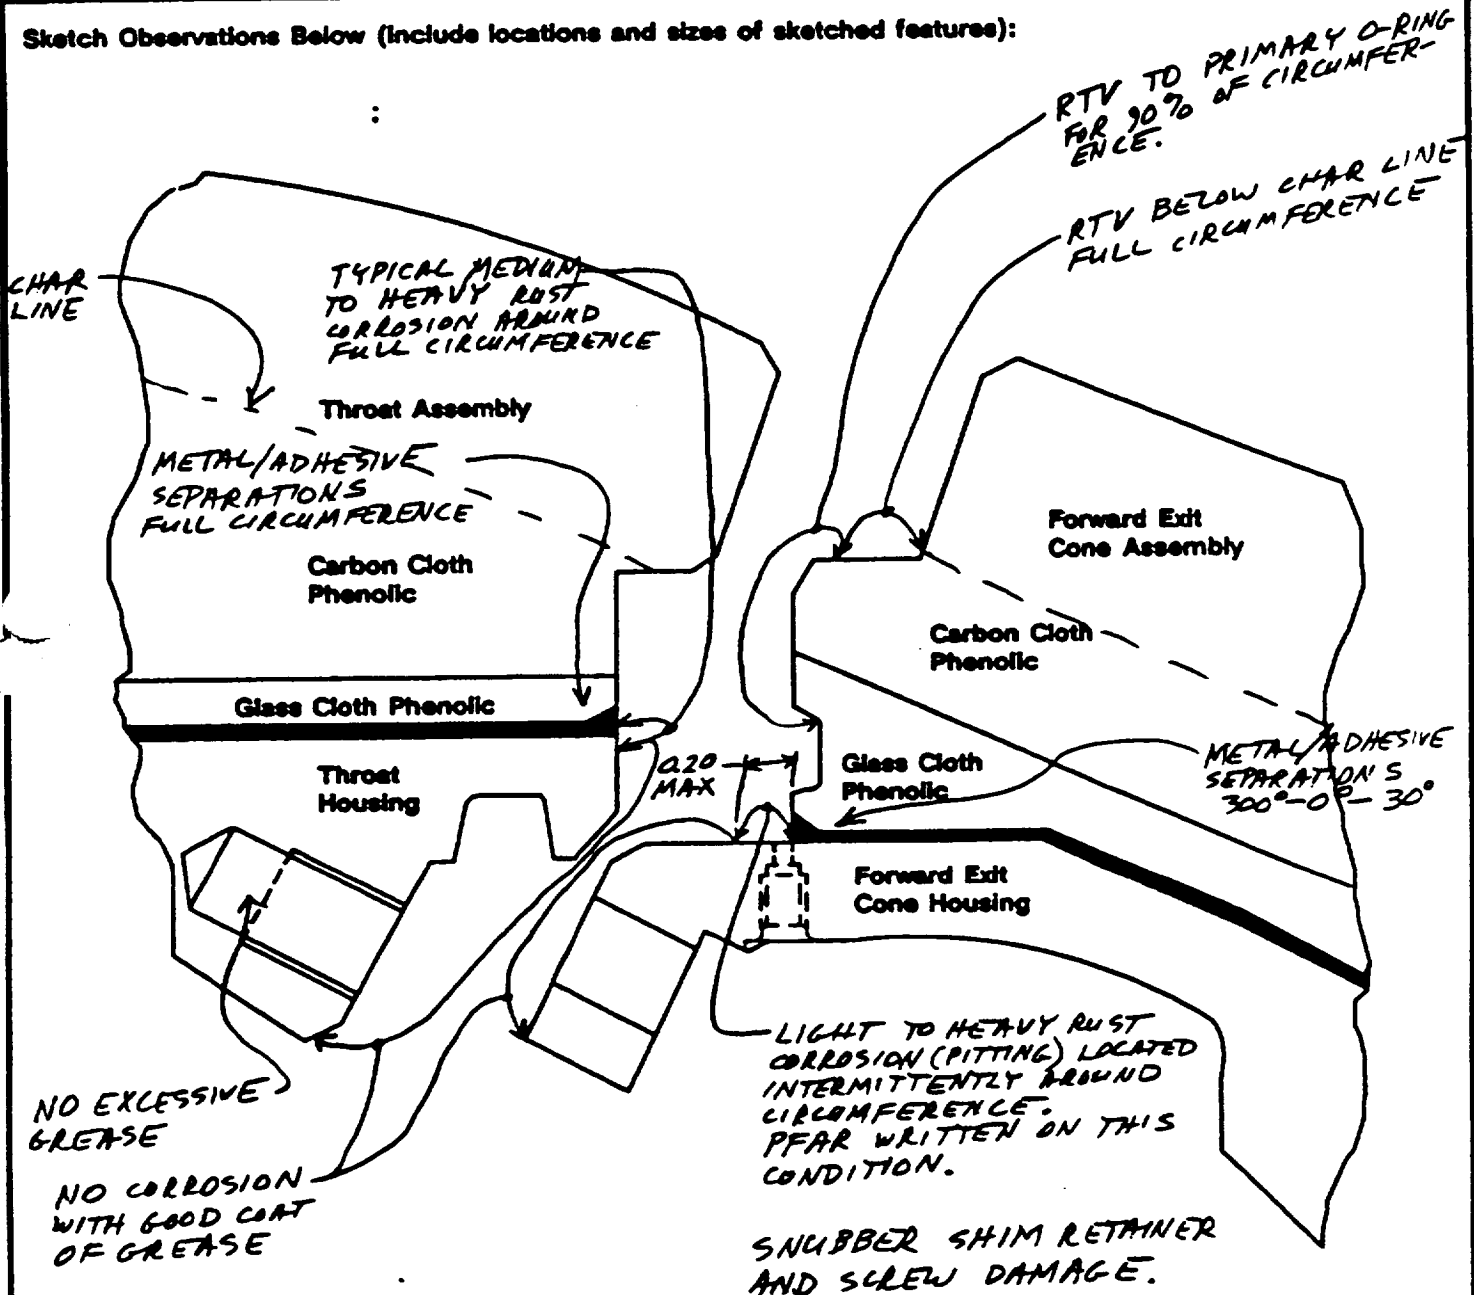 Sketch Observations Below (include locations and sizes of sketched features):
RTV TO PRIMARY O-RING
FOR 90% OF CIRCUMFER-
ENCE.
RTV BELOW CHAR LINE
FULL CIRCUMFERENCE
CHAR
LINE
TYPICAL MEDIUM
TO HEAVY RUST
CORROSION AROUND
FULL CIRCUMFERENCE
Throat Assembly
METAL/ADHESIVE
SEPARATIONS
FULL CIRCUMFERENCE
Carbon Cloth
Phenolic
Forward Exit
Cone Assembly
Carbon Cloth
Phenolic
Glass Cloth Phenolic
Throat
Housing
0.20
MAX
Glass Cloth
Phenolic
METAL/ADHESIVE
SEPARATIONS
300°-0°-30°
Forward Exit
Cone Housing
NO EXCESSIVE
GREASE
NO CORROSION
WITH GOOD COAT
OF GREASE
LIGHT TO HEAVY RUST
CORROSION (PITTING) LOCATED
INTERMITTENTLY AROUND
CIRCUMFERENCE.
PFAR WRITTEN ON THIS
CONDITION.
SNUBBER SHIM RETAINER
AND SCREW DAMAGE.